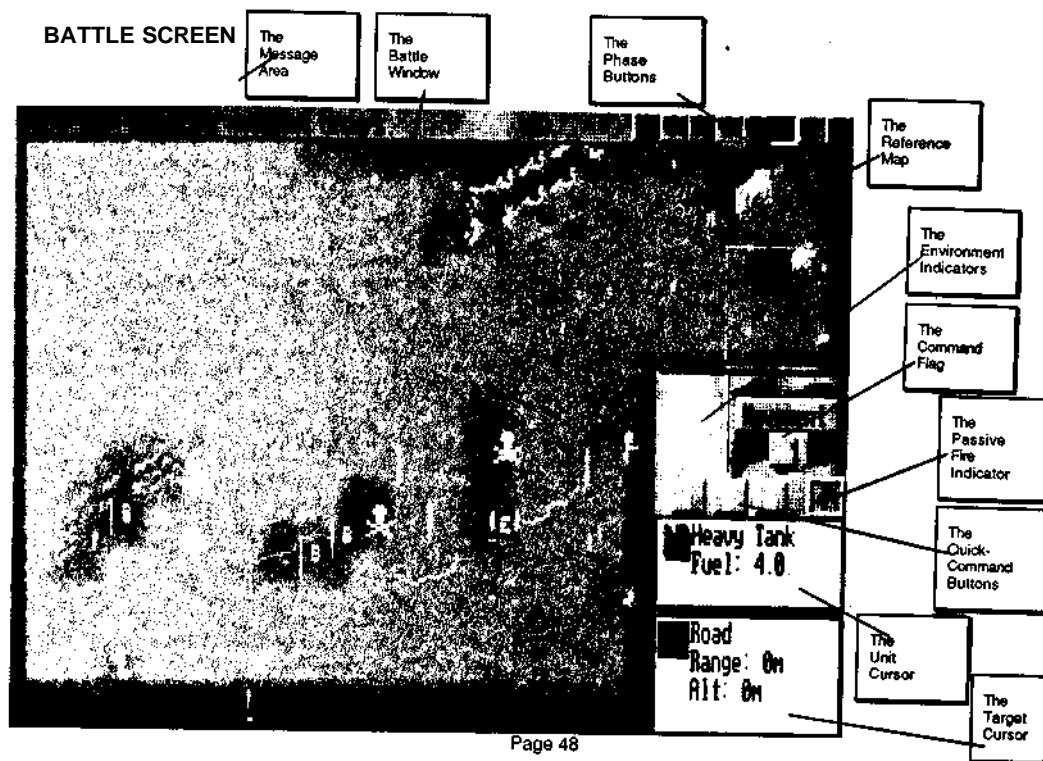 BATTLE SCREEN
The
Message
Area
The
Battle
Window
The
Phase
Buttons
The
Reference
Map
The
Environment
Indicators
The
Command
Flag
The
Passive
Fire
Indicator
The
Quick-
Command
Buttons
1
B
B
Heavy Tank
Fuel: 4.0
Road
Range: 0m
Alt: 0m
The
Unit
Cursor
The
Target
Cursor
Page 48